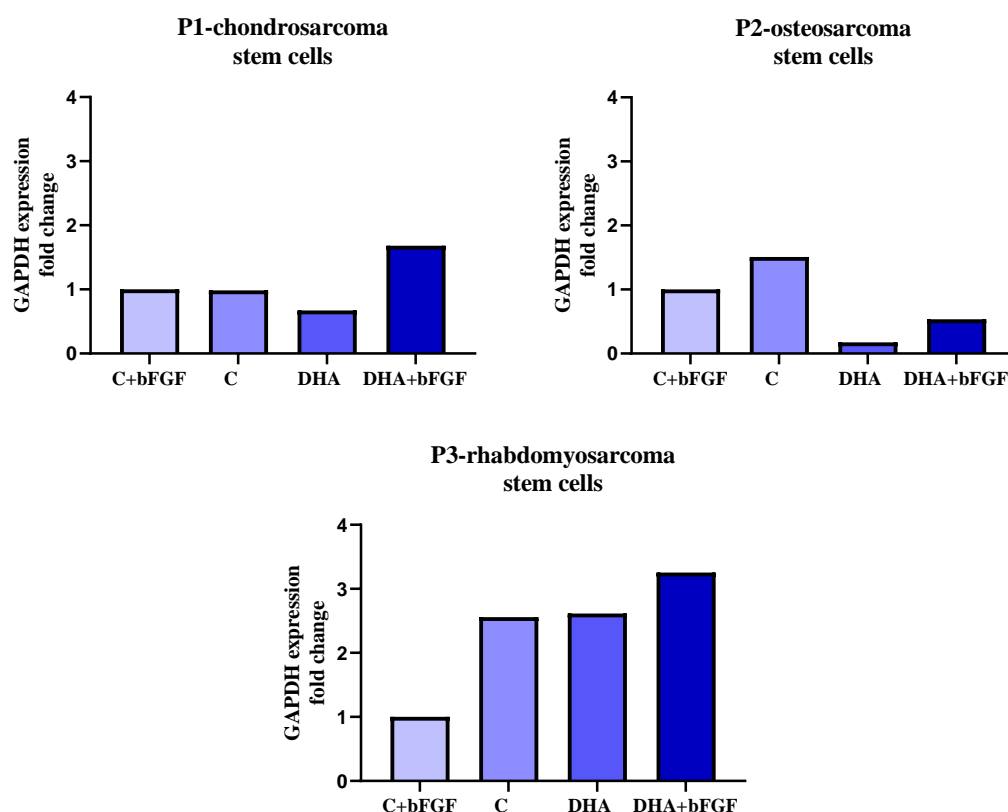 P1-chondrosarcoma
stem cells
GAPDH expression
fold change
4
3
2
1
0
C+bFGF C DHA DHA+bFGF
P2-osteosarcoma
stem cells
GAPDH expression
fold change
4
3
2
1
0
C+bFGF C DHA DHA+bFGF
P3-rhabdomyosarcoma
stem cells
GAPDH expression
fold change
4
3
2
1
0
C+bFGF C DHA DHA+bFGF